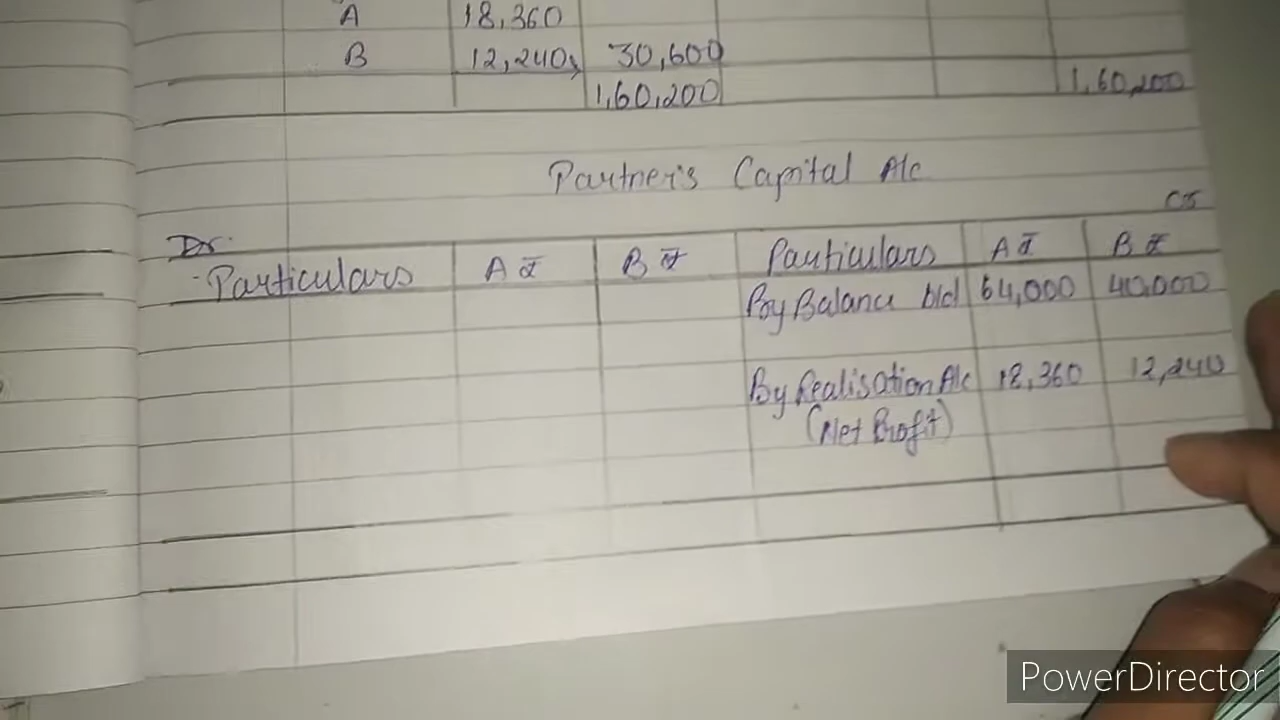 A 18,360
B 12,240, 30,600
1,60,200 1,60,200
Partner's Capital A/c
Dr. Cr
Particulars A ₹ B ₹ Particulars A ₹ B ₹
By Balance b/d 64,000 40,000
By Realisation A/c 18,360 12,240
(Net Profit)
PowerDirector